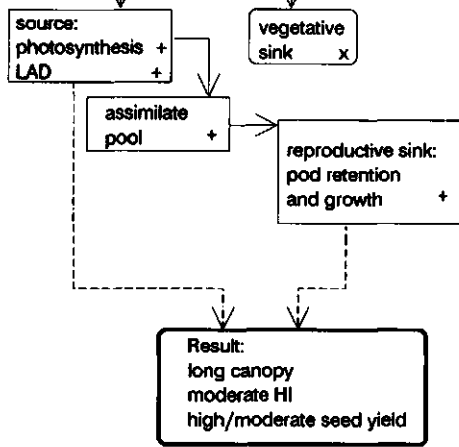 source:
photosynthesis +
LAD +
vegetative
sink x
assimilate
pool +
reproductive sink:
pod retention
and growth +
Result:
long canopy
moderate HI
high/moderate seed yield